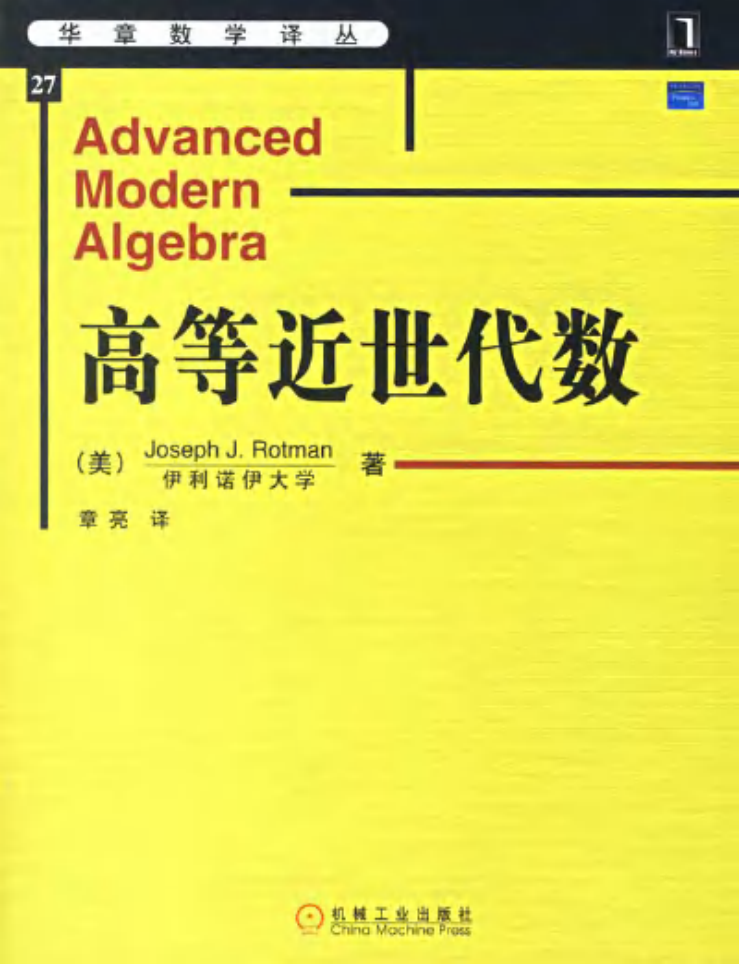 华章数学译丛
27
Advanced
Modern
Algebra
高等近世代数
(美) Joseph J. Rotman 著
伊利诺伊大学
章亮 译
机械工业出版社
China Machine Press